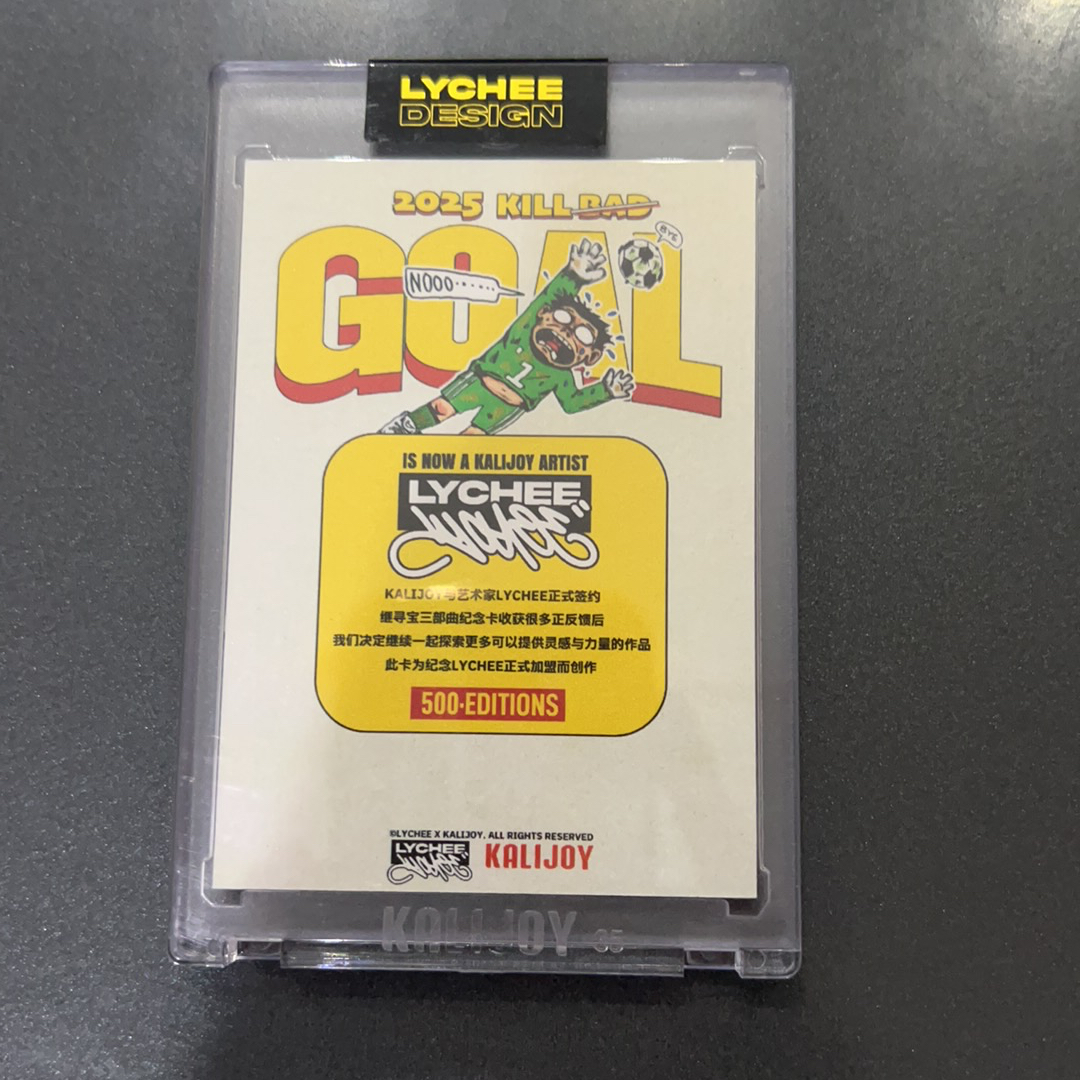 LYCHEE
DESIGN
2025 KILL BAD
GOAL
BYE
NOOO......
1
IS NOW A KALIJOY ARTIST
LYCHEE
LYCHEE
KALIJOY与艺术家LYCHEE正式签约
继寻宝三部曲纪念卡收获很多正反馈后
我们决定继续一起探索更多可以提供灵感与力量的作品
此卡为纪念LYCHEE正式加盟而创作
500·EDITIONS
©LYCHEE X KALIJOY. ALL RIGHTS RESERVED
LYCHEE
LYCHEE
KALIJOY
KALIJOY 35